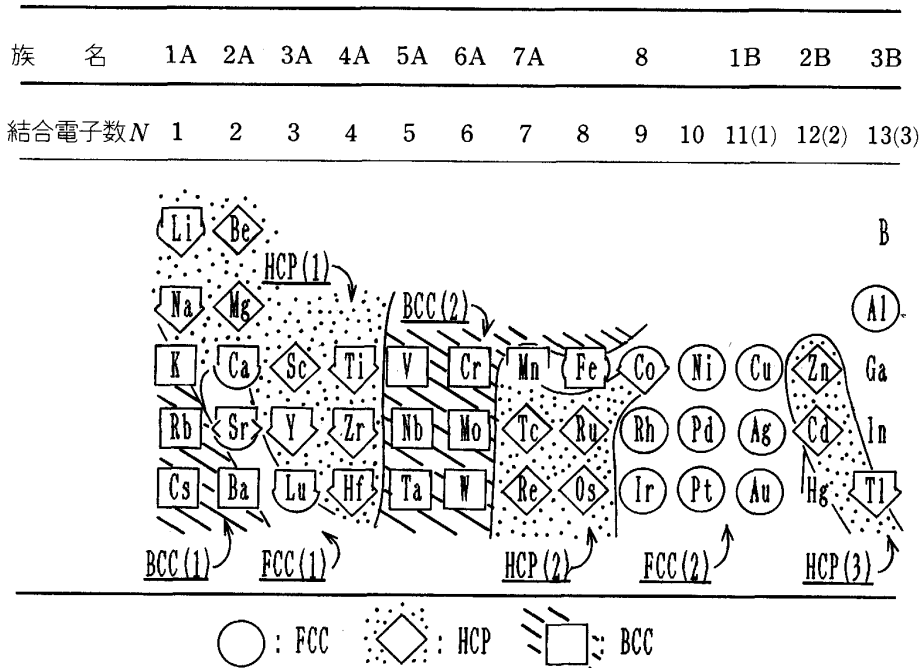 族 名 1A 2A 3A 4A 5A 6A 7A 8 1B 2B 3B
結合電子数N 1 2 3 4 5 6 7 8 9 10 11(1) 12(2) 13(3)
Li Be B
HCP(1)
Na Mg BCC(2) Al
K Ca Sc Ti V Cr Mn Fe Co Ni Cu Zn Ga
Rb Sr Y Zr Nb Mo Tc Ru Rh Pd Ag Cd In
Cs Ba Lu Hf Ta W Re Os Ir Pt Au Hg Tl
BCC(1) FCC(1) HCP(2) FCC(2) HCP(3)
: FCC : HCP : BCC